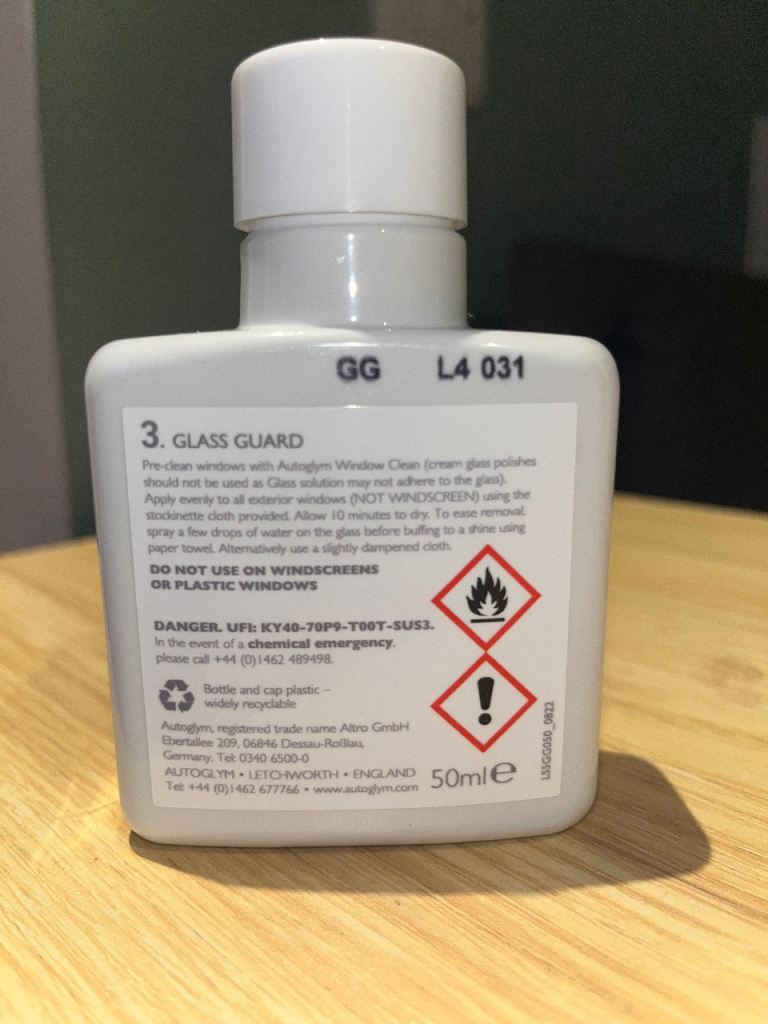 GG L4 031
3. GLASS GUARD
Pre-clean windows with Autoglym Window Clean (cream glass polishes
should not be used as Glass solution may not adhere to the glass).
Apply evenly to all exterior windows (NOT WINDSCREEN) using the
stockinette cloth provided. Allow 10 minutes to dry. To ease removal,
spray a few drops of water on the glass before buffing to a shine using
paper towel. Alternatively use a slightly dampened cloth.
DO NOT USE ON WINDSCREENS
OR PLASTIC WINDOWS
DANGER. UFI: KY40-70P9-T00T-SUS3.
In the event of a chemical emergency,
please call +44 (0)1462 489498.
Bottle and cap plastic –
widely recyclable
Autoglym, registered trade name Altro GmbH
Ebertallee 209, 06846 Dessau-Roßlau,
Germany. Tel: 0340 6500-0
AUTOGLYM • LETCHWORTH • ENGLAND
Tel: +44 (0)1462 677766 • www.autoglym.com
50ml e
LSSGG050_0822